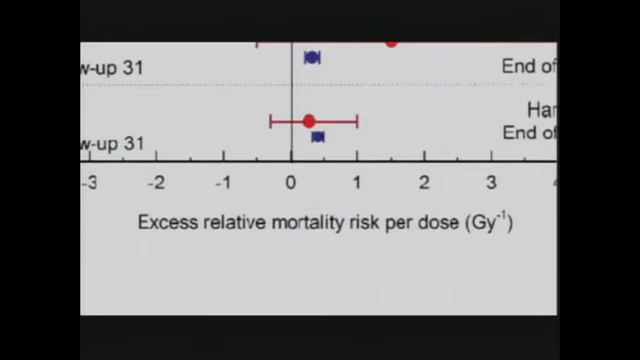 w-up 31
End of
Har
w-up 31
End of
-3 -2 -1 0 1 2 3
Excess relative mortality risk per dose (Gy⁻¹)